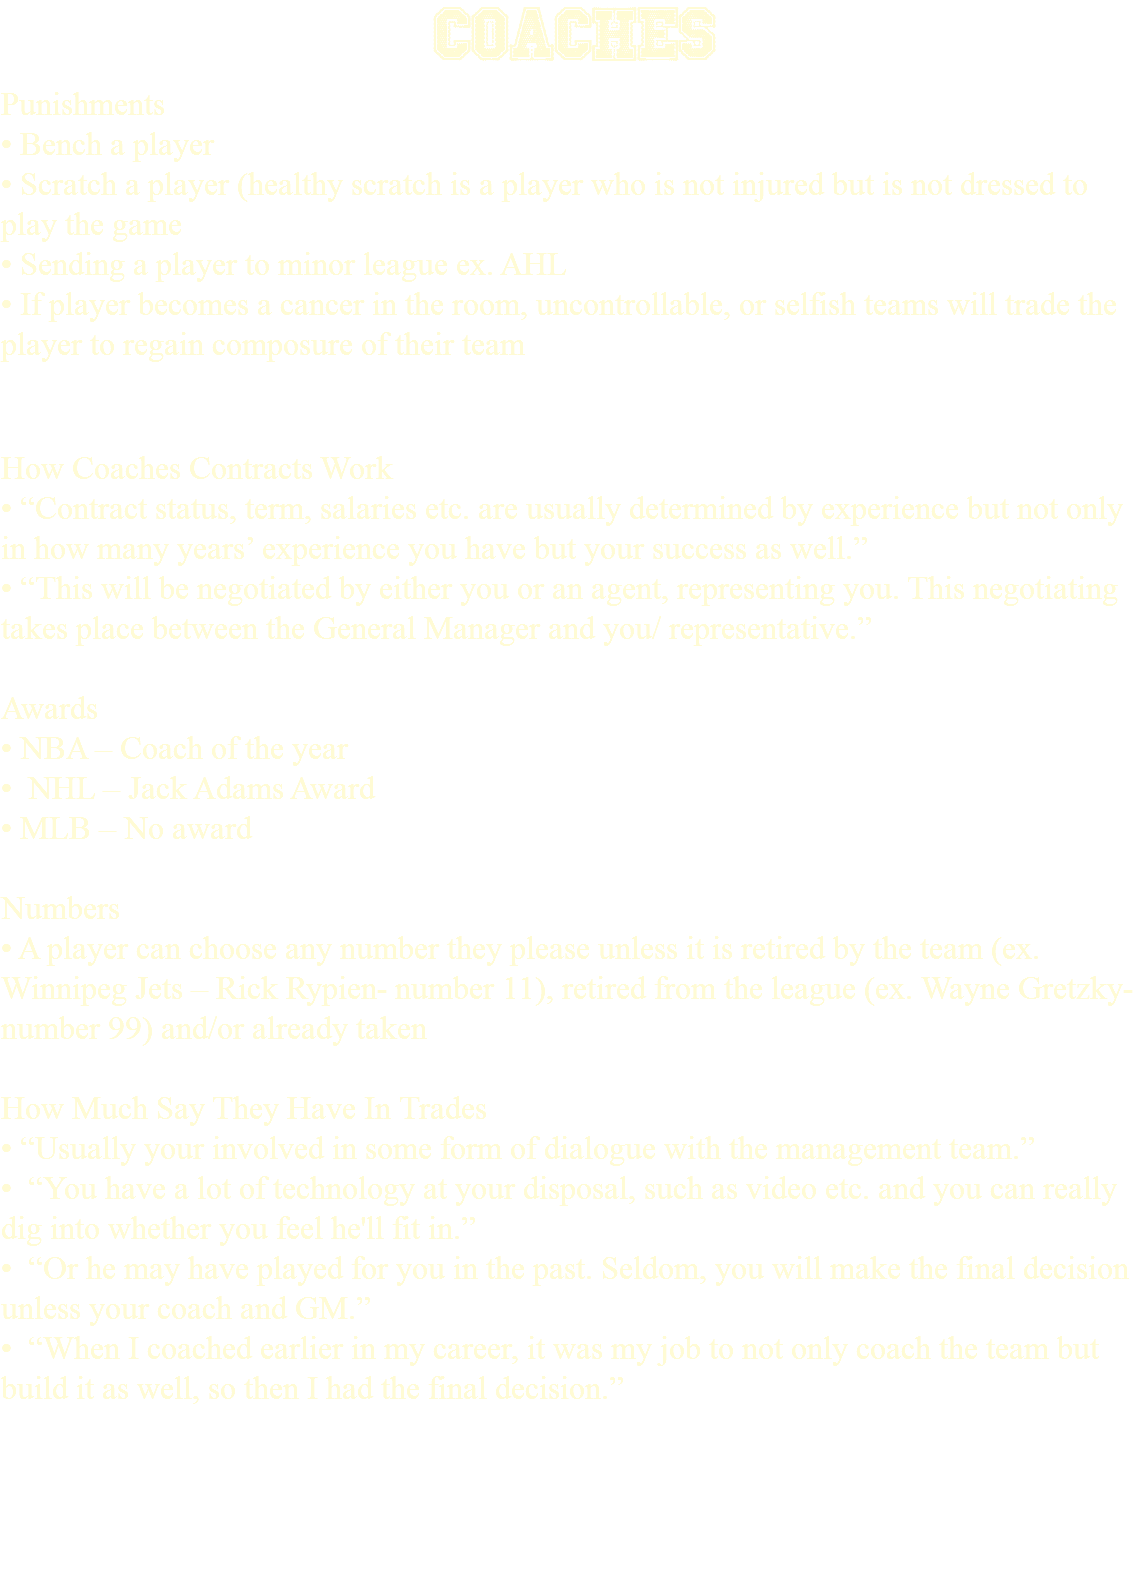 COACHES
Punishments
• Bench a player
• Scratch a player (healthy scratch is a player who is not injured but is not dressed to
play the game
• Sending a player to minor league ex. AHL
• If player becomes a cancer in the room, uncontrollable, or selfish teams will trade the
player to regain composure of their team
How Coaches Contracts Work
• “Contract status, term, salaries etc. are usually determined by experience but not only
in how many years’ experience you have but your success as well.”
• “This will be negotiated by either you or an agent, representing you. This negotiating
takes place between the General Manager and you/ representative.”
Awards
• NBA – Coach of the year
•  NHL – Jack Adams Award
• MLB – No award
Numbers
• A player can choose any number they please unless it is retired by the team (ex.
Winnipeg Jets – Rick Rypien- number 11), retired from the league (ex. Wayne Gretzky-
number 99) and/or already taken
How Much Say They Have In Trades
• “Usually your involved in some form of dialogue with the management team.”
•  “You have a lot of technology at your disposal, such as video etc. and you can really
dig into whether you feel he'll fit in.”
•  “Or he may have played for you in the past. Seldom, you will make the final decision
unless your coach and GM.”
•  “When I coached earlier in my career, it was my job to not only coach the team but
build it as well, so then I had the final decision.”